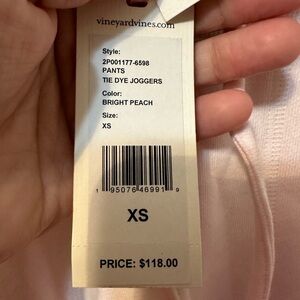 vineyardvines.com
Style:
2P001177-6598
PANTS
TIE DYE JOGGERS
Color:
BRIGHT PEACH
Size:
XS
1 95076 46991 9
XS
PRICE: $118.00